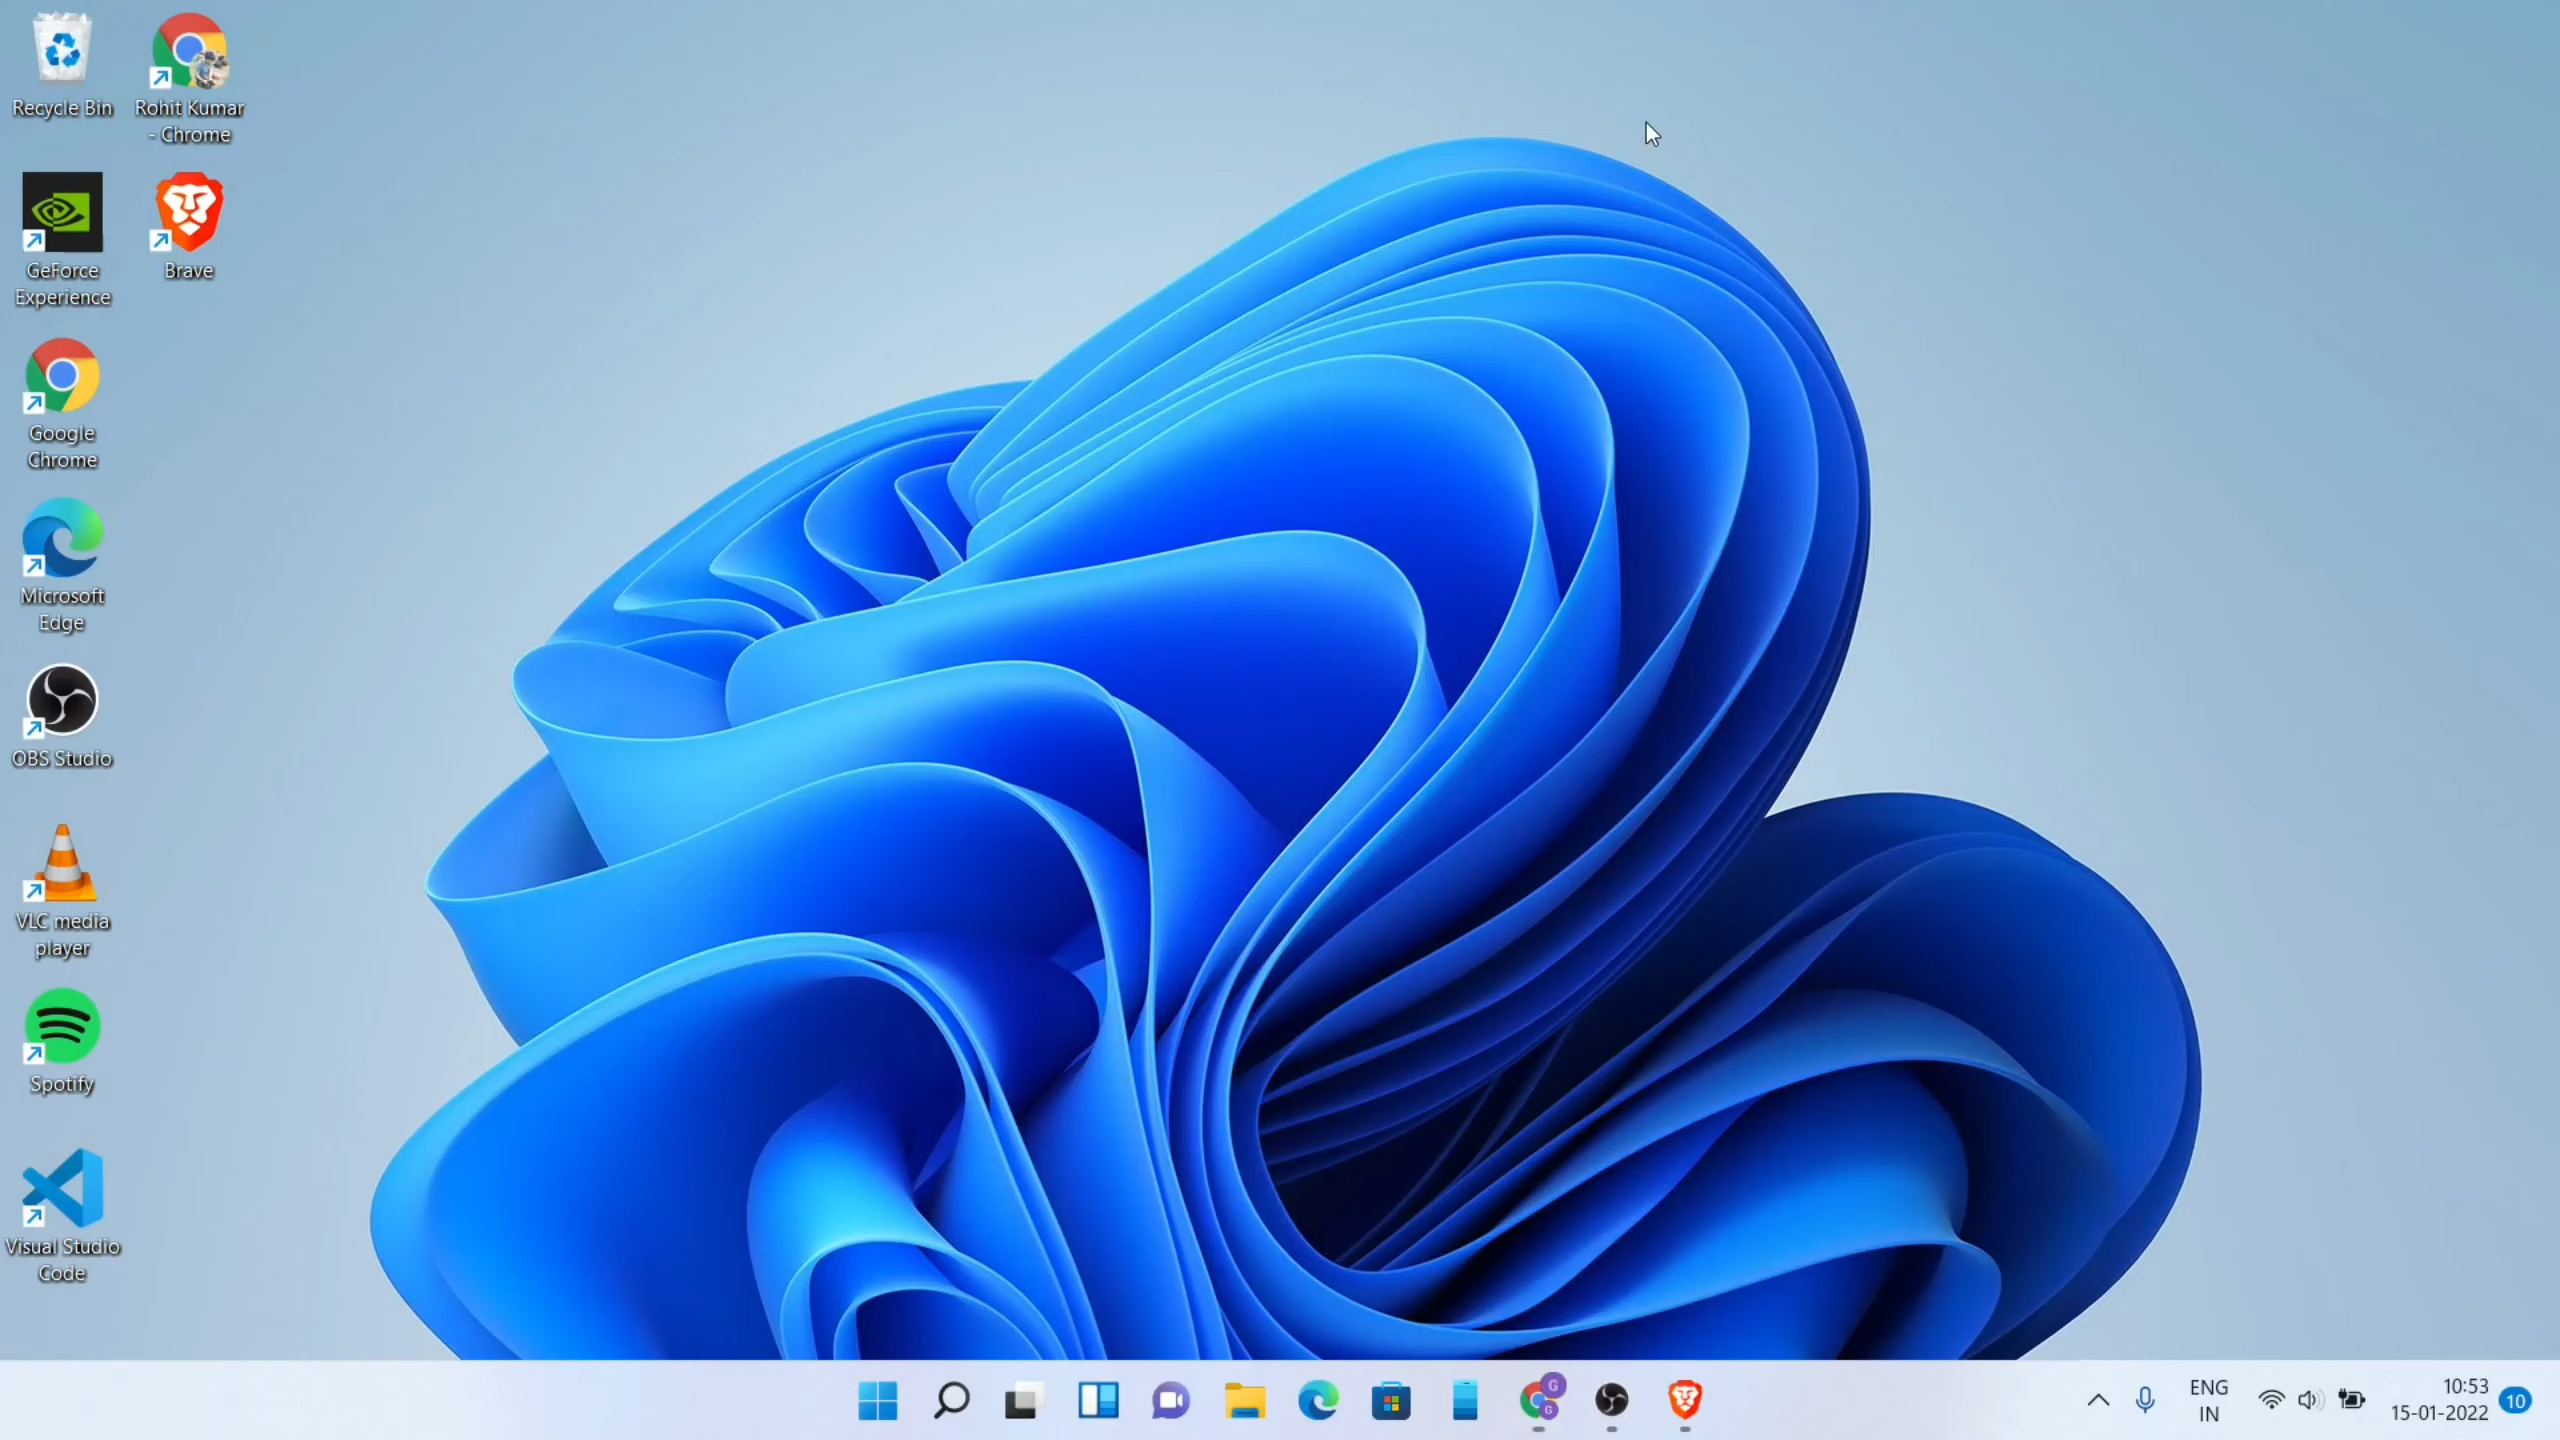 Recycle Bin
Rohit Kumar
- Chrome
GeForce
Experience
Brave
Google
Chrome
Microsoft
Edge
OBS Studio
VLC media
player
Spotify
Visual Studio
Code
G
G
ENG
IN
10:53
15-01-2022
10